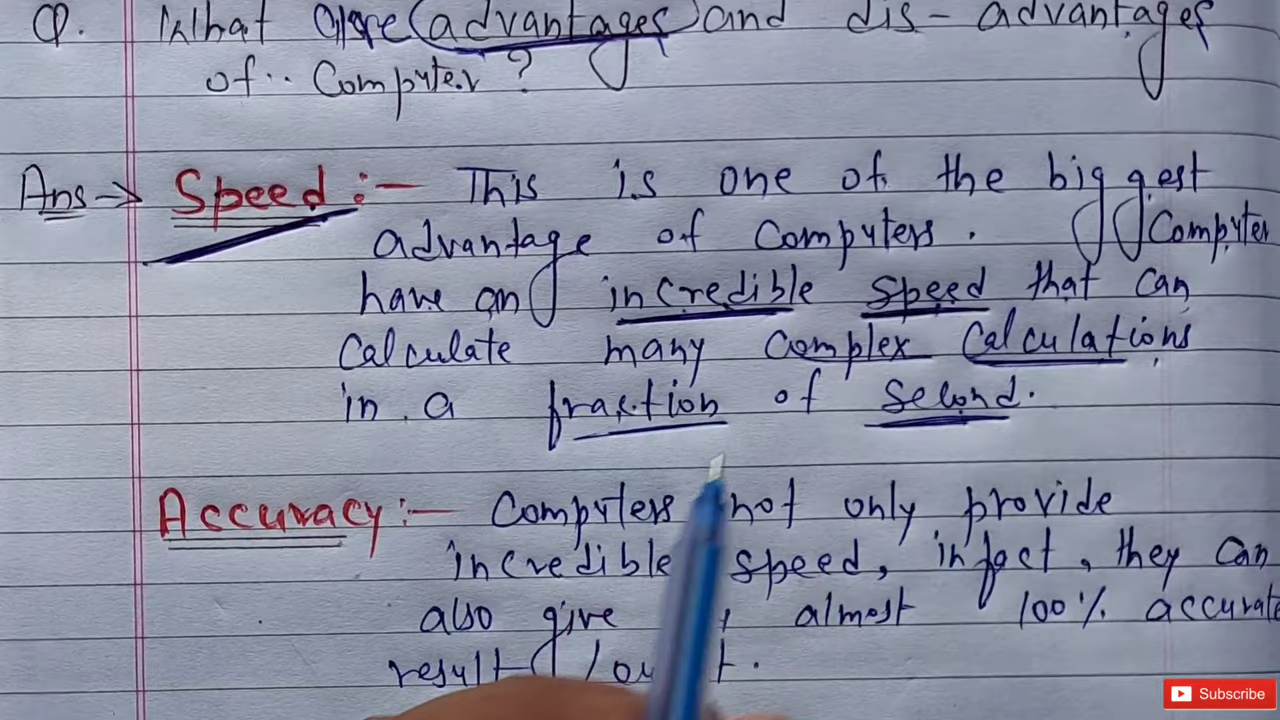 Q. What are advantages and dis-advantages
of.. Computer ?
Ans → Speed :- This is one of the biggest
advantage of computers. Computer
have an incredible speed that can
calculate many complex calculations
in a fraction of second.
Accuracy :- Computers not only provide
incredible speed, infact, they can
also give , almost 100% accurate
result /
Subscribe